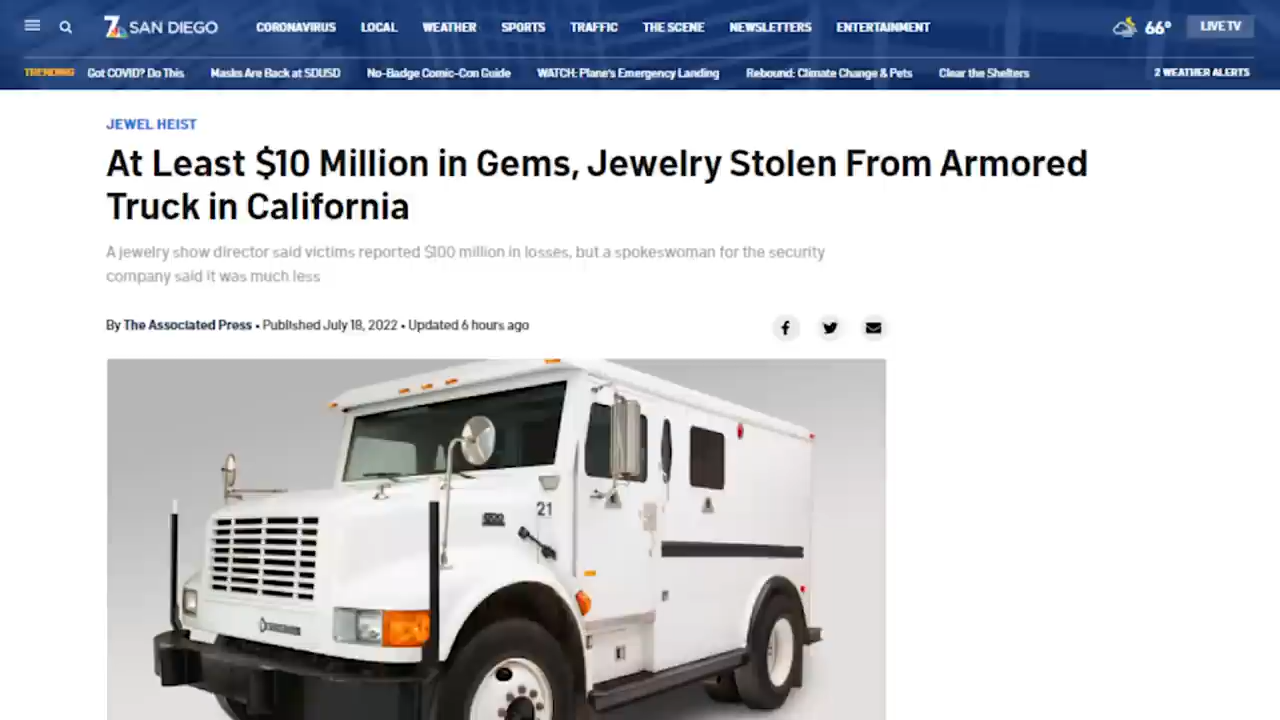 7 SAN DIEGO
CORONAVIRUS LOCAL WEATHER SPORTS TRAFFIC THE SCENE NEWSLETTERS ENTERTAINMENT
66° LIVE TV
TRENDING Got COVID? Do This Masks Are Back at SDUSD No-Badge Comic-Con Guide WATCH: Plane's Emergency Landing Rebound: Climate Change & Pets Clear the Shelters 2 WEATHER ALERTS
JEWEL HEIST
At Least $10 Million in Gems, Jewelry Stolen From Armored
Truck in California
A jewelry show director said victims reported $100 million in losses, but a spokeswoman for the security
company said it was much less
By The Associated Press • Published July 18, 2022 • Updated 6 hours ago
21